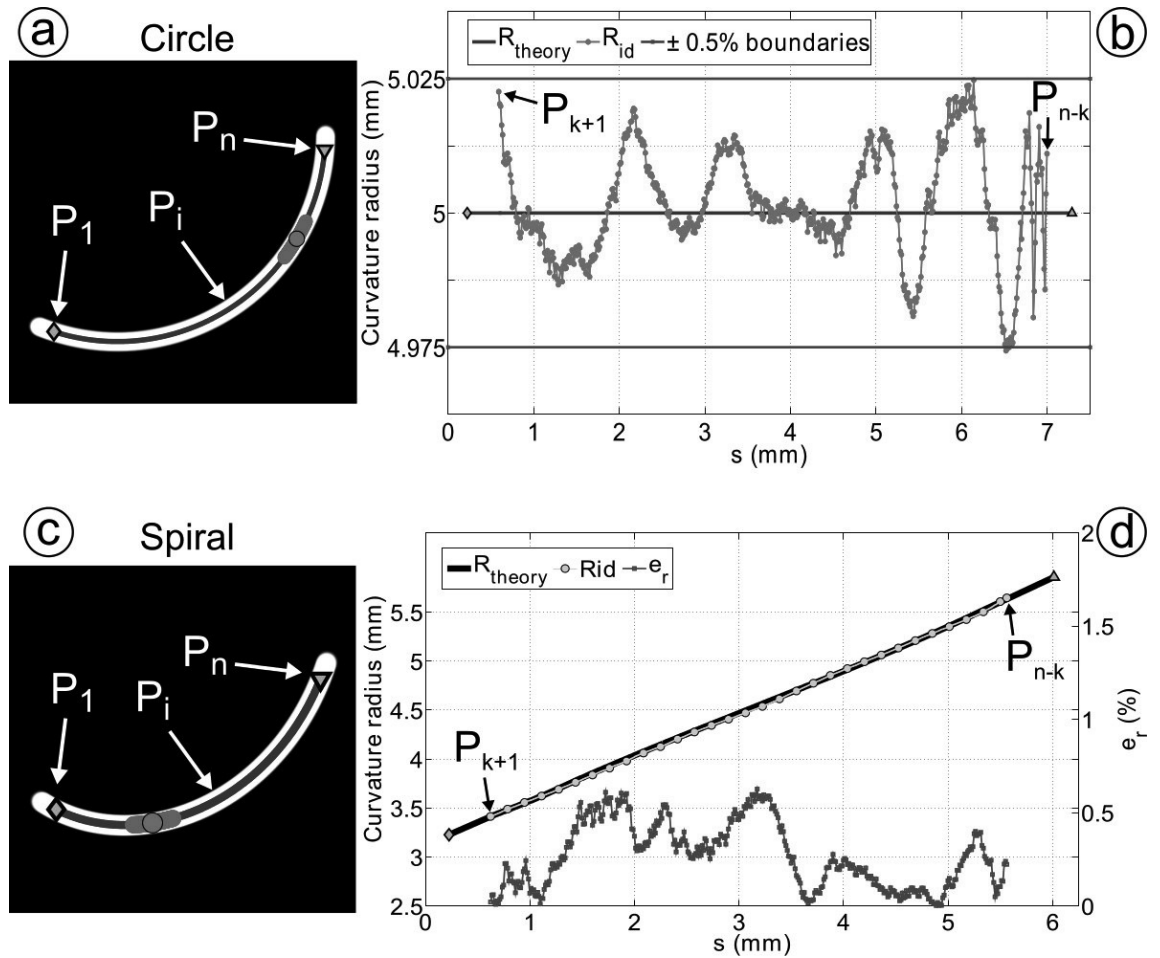 a Circle
P1
Pi
Pn
b
Rtheory Rid ± 0.5% boundaries
Curvature radius (mm)
5.025
5
4.975
Pk+1
Pn-k
0 1 2 3 4 5 6 7
s (mm)
c Spiral
P1
Pi
Pn
d
Rtheory Rid er
Curvature radius (mm)
5.5
5
4.5
4
3.5
3
2.5
Pk+1
Pn-k
2
1.5
1
0.5
0
er (%)
0 1 2 3 4 5 6
s (mm)